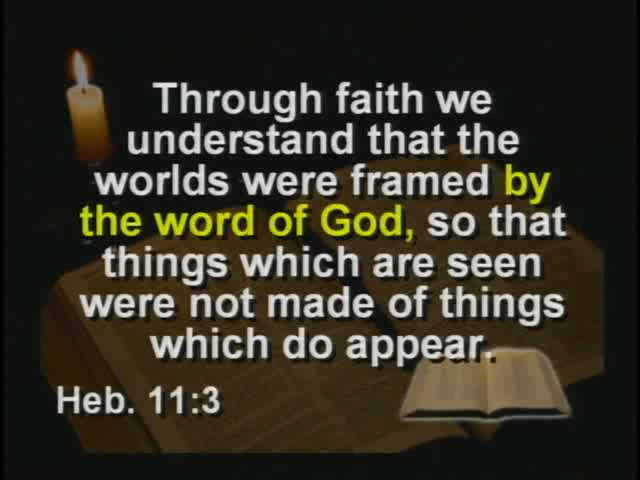 Through faith we
understand that the
worlds were framed by
the word of God, so that
things which are seen
were not made of things
which do appear.
Heb. 11:3